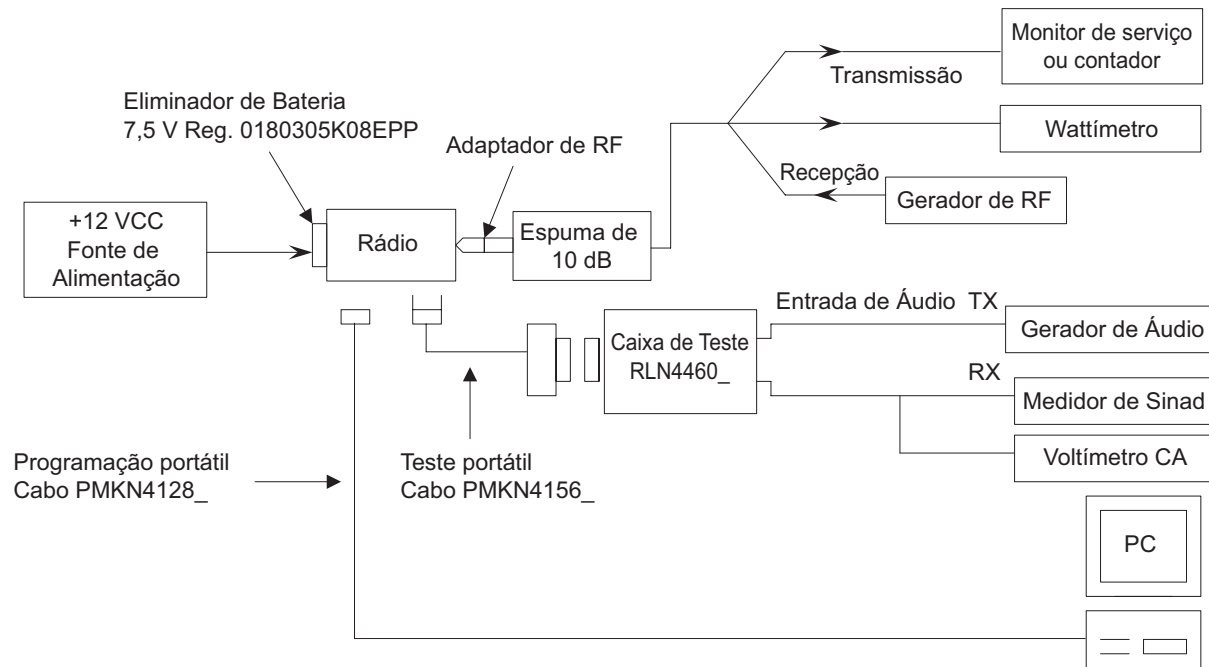 Monitor de serviço
ou contador
Transmissão
Eliminador de Bateria
7,5 V Reg. 0180305K08EPP
Adaptador de RF
Wattímetro
Recepção
Gerador de RF
+12 VCC
Fonte de
Alimentação
Rádio
Espuma de
10 dB
Entrada de Áudio TX
Gerador de Áudio
Caixa de Teste
RLN4460_
RX
Medidor de Sinad
Voltímetro CA
Programação portátil
Cabo PMKN4128_
Teste portátil
Cabo PMKN4156_
PC